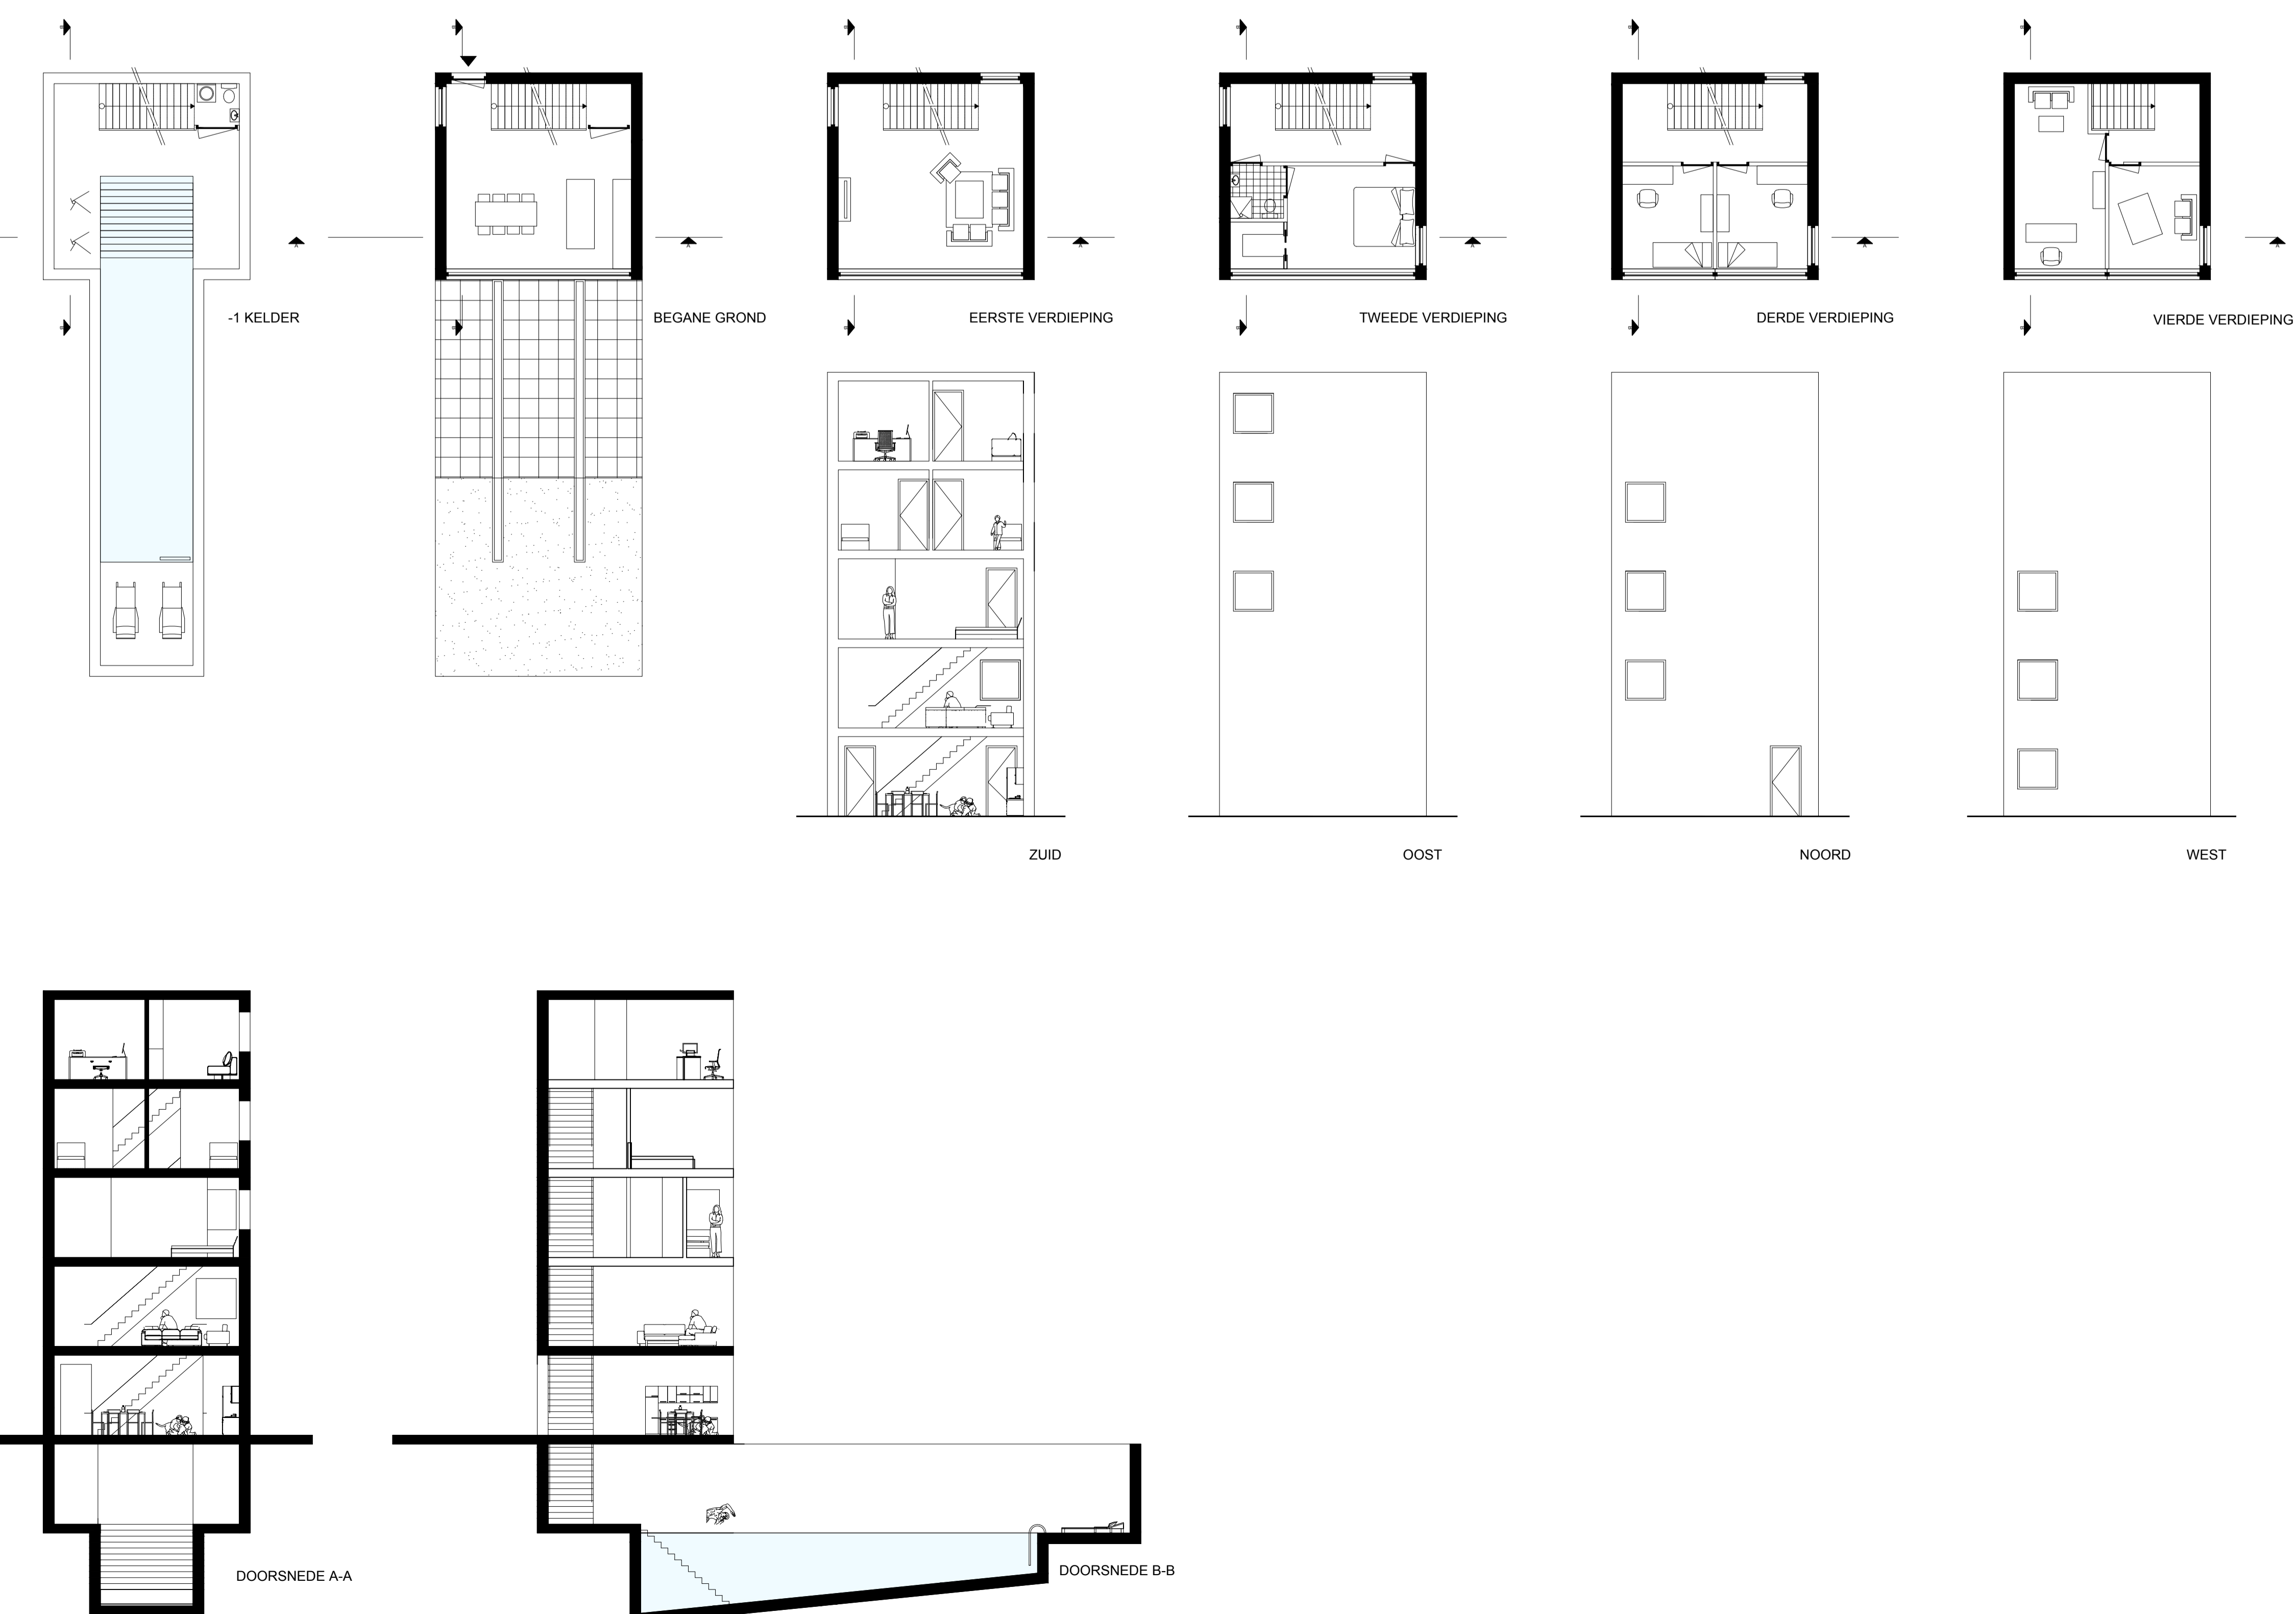 -1 KELDER
BEGANE GROND
EERSTE VERDIEPING
TWEEDE VERDIEPING
DERDE VERDIEPING
VIERDE VERDIEPING
ZUID
OOST
NOORD
WEST
DOORSNEDE A-A
DOORSNEDE B-B